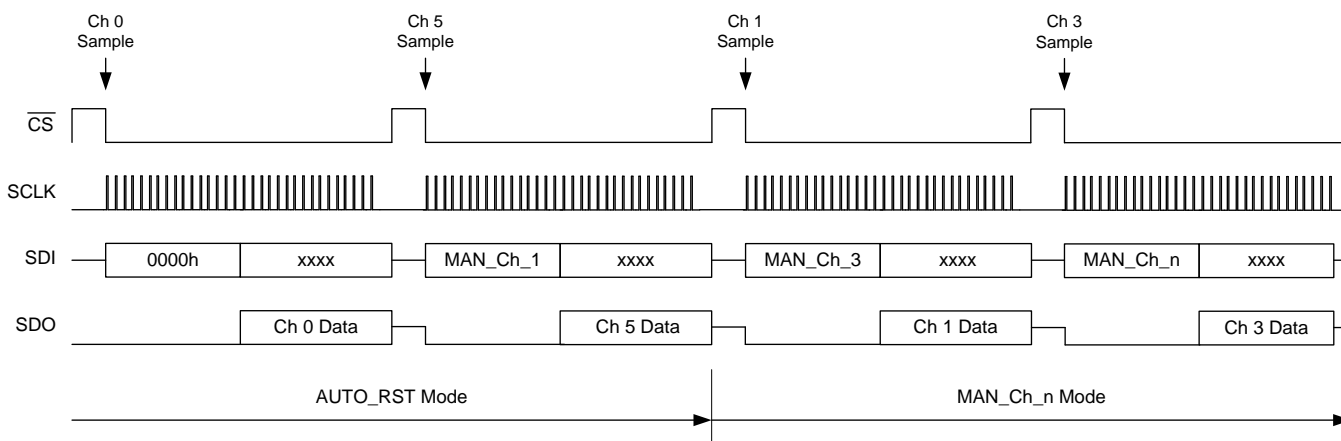 Ch 0
Sample
Ch 5
Sample
Ch 1
Sample
Ch 3
Sample
CS
SCLK
SDI
0000h
xxxx
MAN_Ch_1
xxxx
MAN_Ch_3
xxxx
MAN_Ch_n
xxxx
SDO
Ch 0 Data
Ch 5 Data
Ch 1 Data
Ch 3 Data
AUTO_RST Mode
MAN_Ch_n Mode